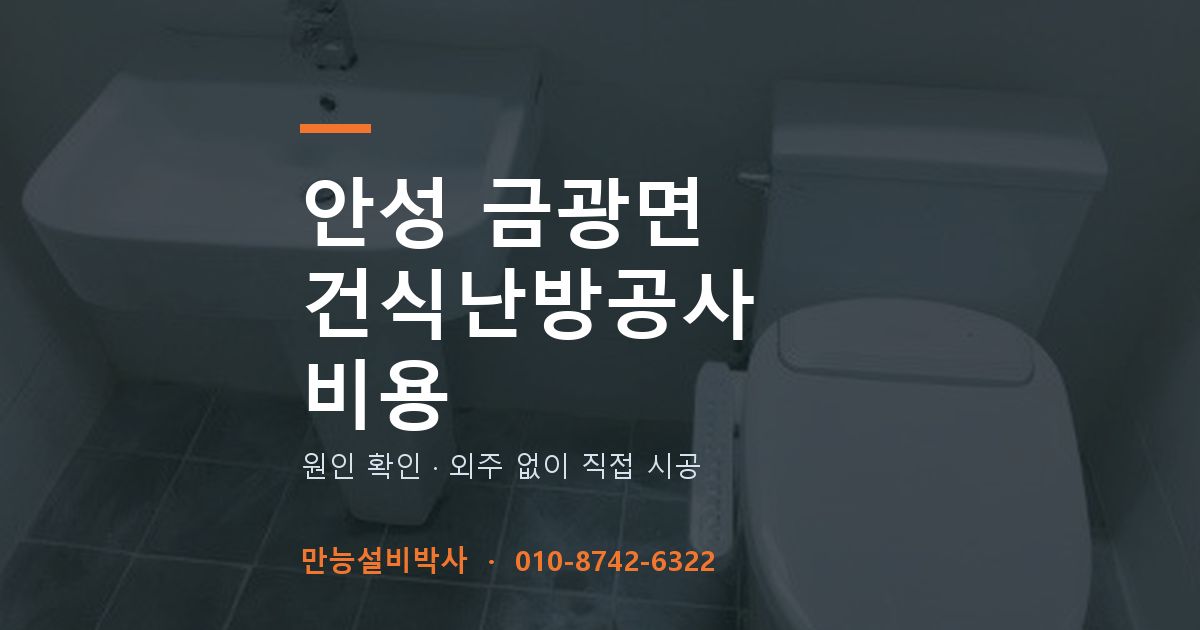 안성 금광면
건식난방공사
비용
원인 확인 · 외주 없이 직접 시공
만능설비박사 · 010-8742-6322